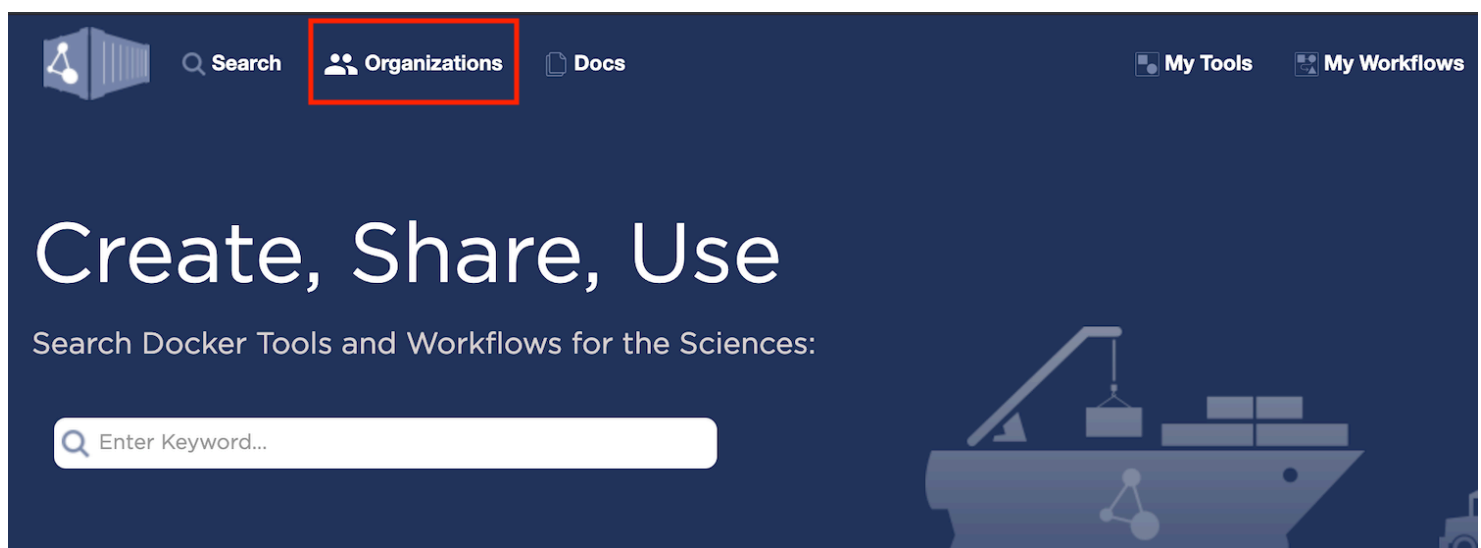 Search Organizations Docs My Tools My Workflows
Create, Share, Use
Search Docker Tools and Workflows for the Sciences:
Enter Keyword...